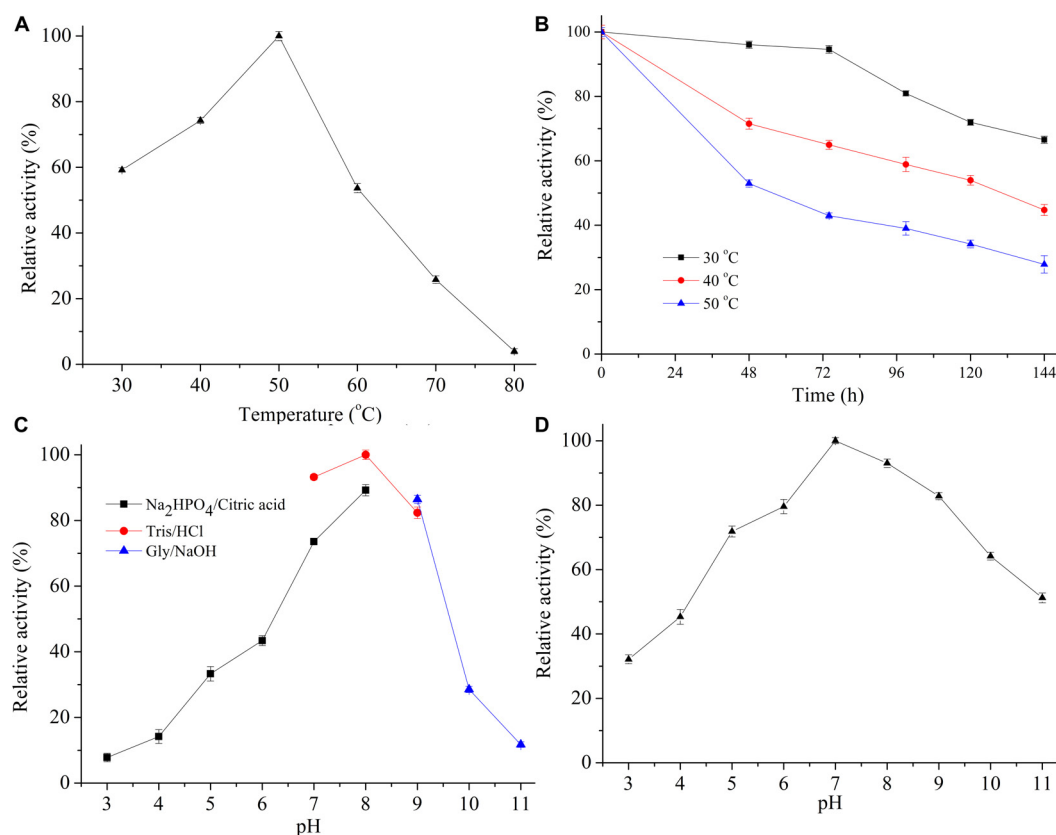 A
100
80
60
40
20
0
Relative activity (%)
30 40 50 60 70 80
Temperature (°C)
B
100
80
60
40
20
0
Relative activity (%)
30 °C
40 °C
50 °C
0 24 48 72 96 120 144
Time (h)
C
100
80
60
40
20
0
Relative activity (%)
Na₂HPO₄/Citric acid
Tris/HCl
Gly/NaOH
3 4 5 6 7 8 9 10 11
pH
D
100
80
60
40
20
0
Relative activity (%)
3 4 5 6 7 8 9 10 11
pH